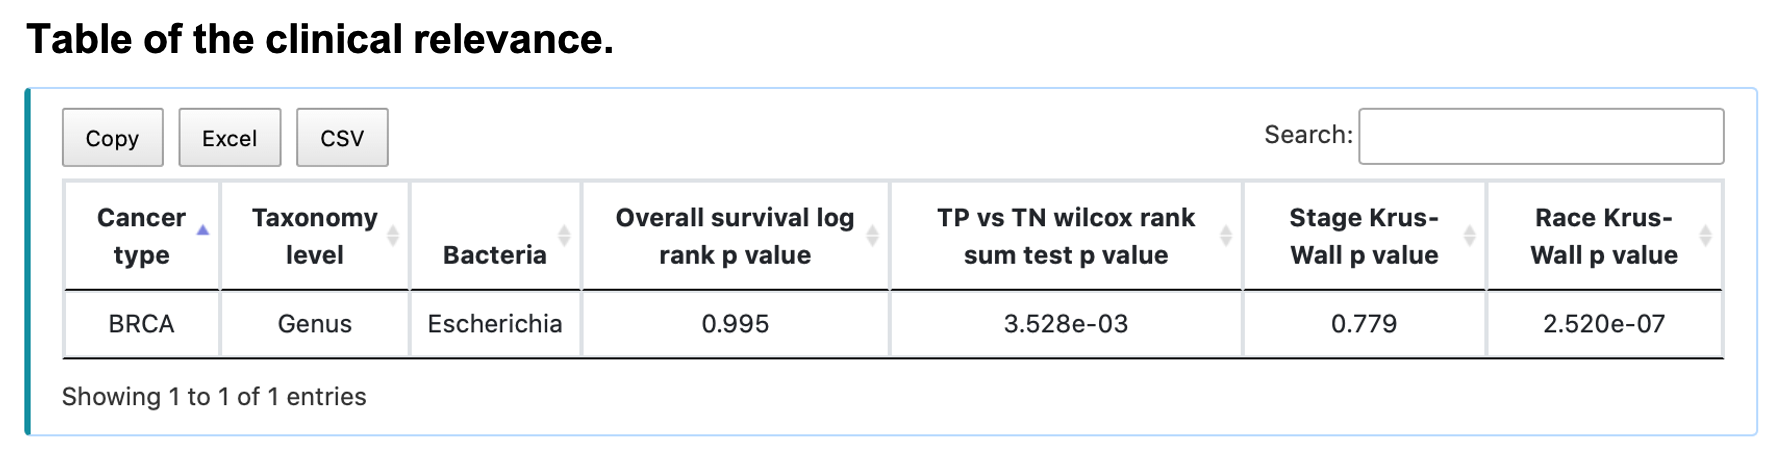 Table of the clinical relevance.
Copy Excel CSV Search:
Cancer type Taxonomy level Bacteria Overall survival log rank p value TP vs TN wilcox rank sum test p value Stage Krus-Wall p value Race Krus-Wall p value
BRCA Genus Escherichia 0.995 3.528e-03 0.779 2.520e-07
Showing 1 to 1 of 1 entries